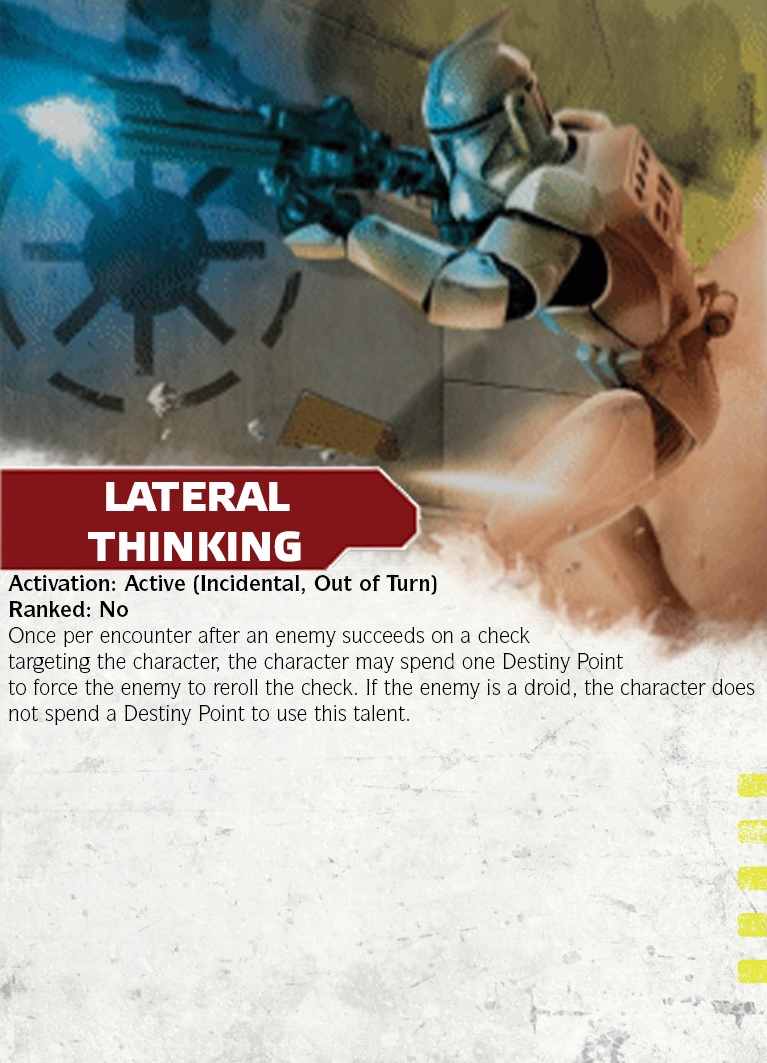 LATERAL
THINKING
Activation: Active (Incidental, Out of Turn)
Ranked: No
Once per encounter after an enemy succeeds on a check
targeting the character, the character may spend one Destiny Point
to force the enemy to reroll the check. If the enemy is a droid, the character does
not spend a Destiny Point to use this talent.